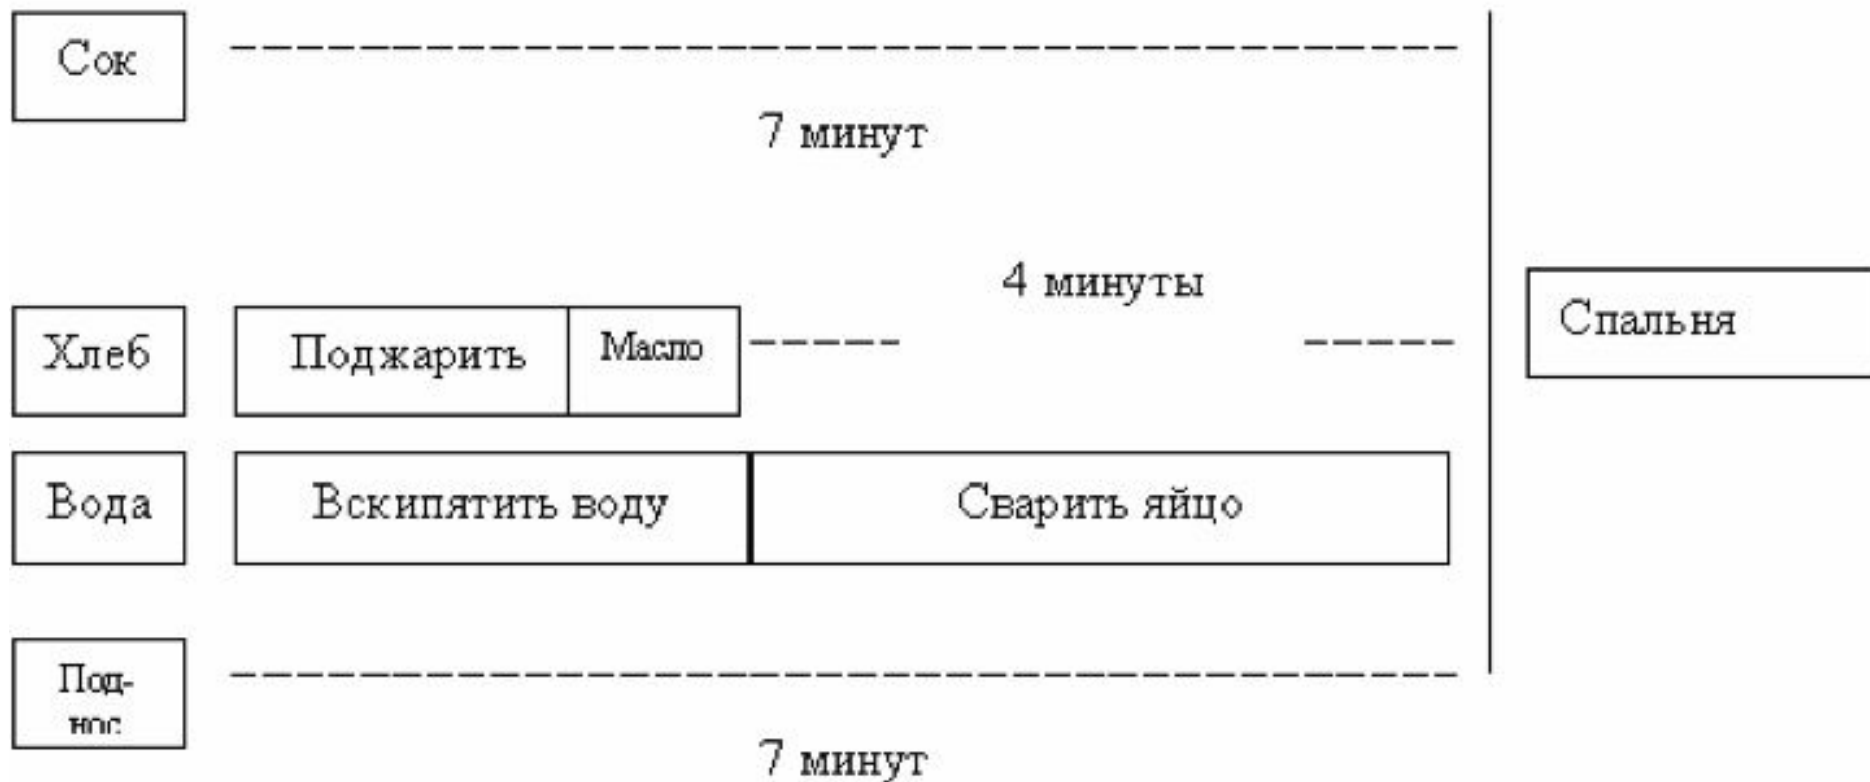 Сок
7 минут
4 минуты
Спальня
Хлеб
Поджарить
Масло
Вода
Вскипятить воду
Сварить яйцо
Под-
нос
7 минут